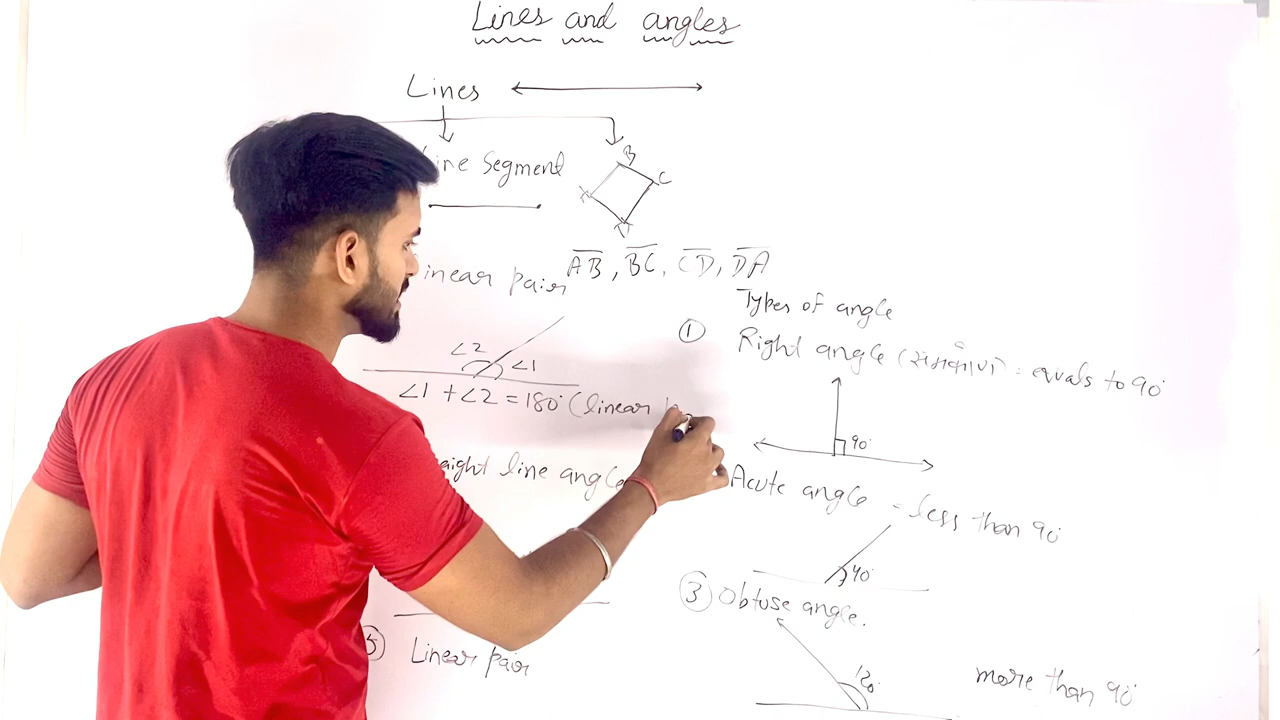 Lines and angles
Lines
Line Segment
B
C
AB, BC, CD, DA
Linear pair
Types of angle
①
Right angle (समकोण) = equals to 90°
∠2
∠1
∠1 + ∠2 = 180° (linear
90°
straight line angle
Acute angle = less than 90°
40°
③ Obtuse angle.
120°
more than 90°
⑤ Linear pair